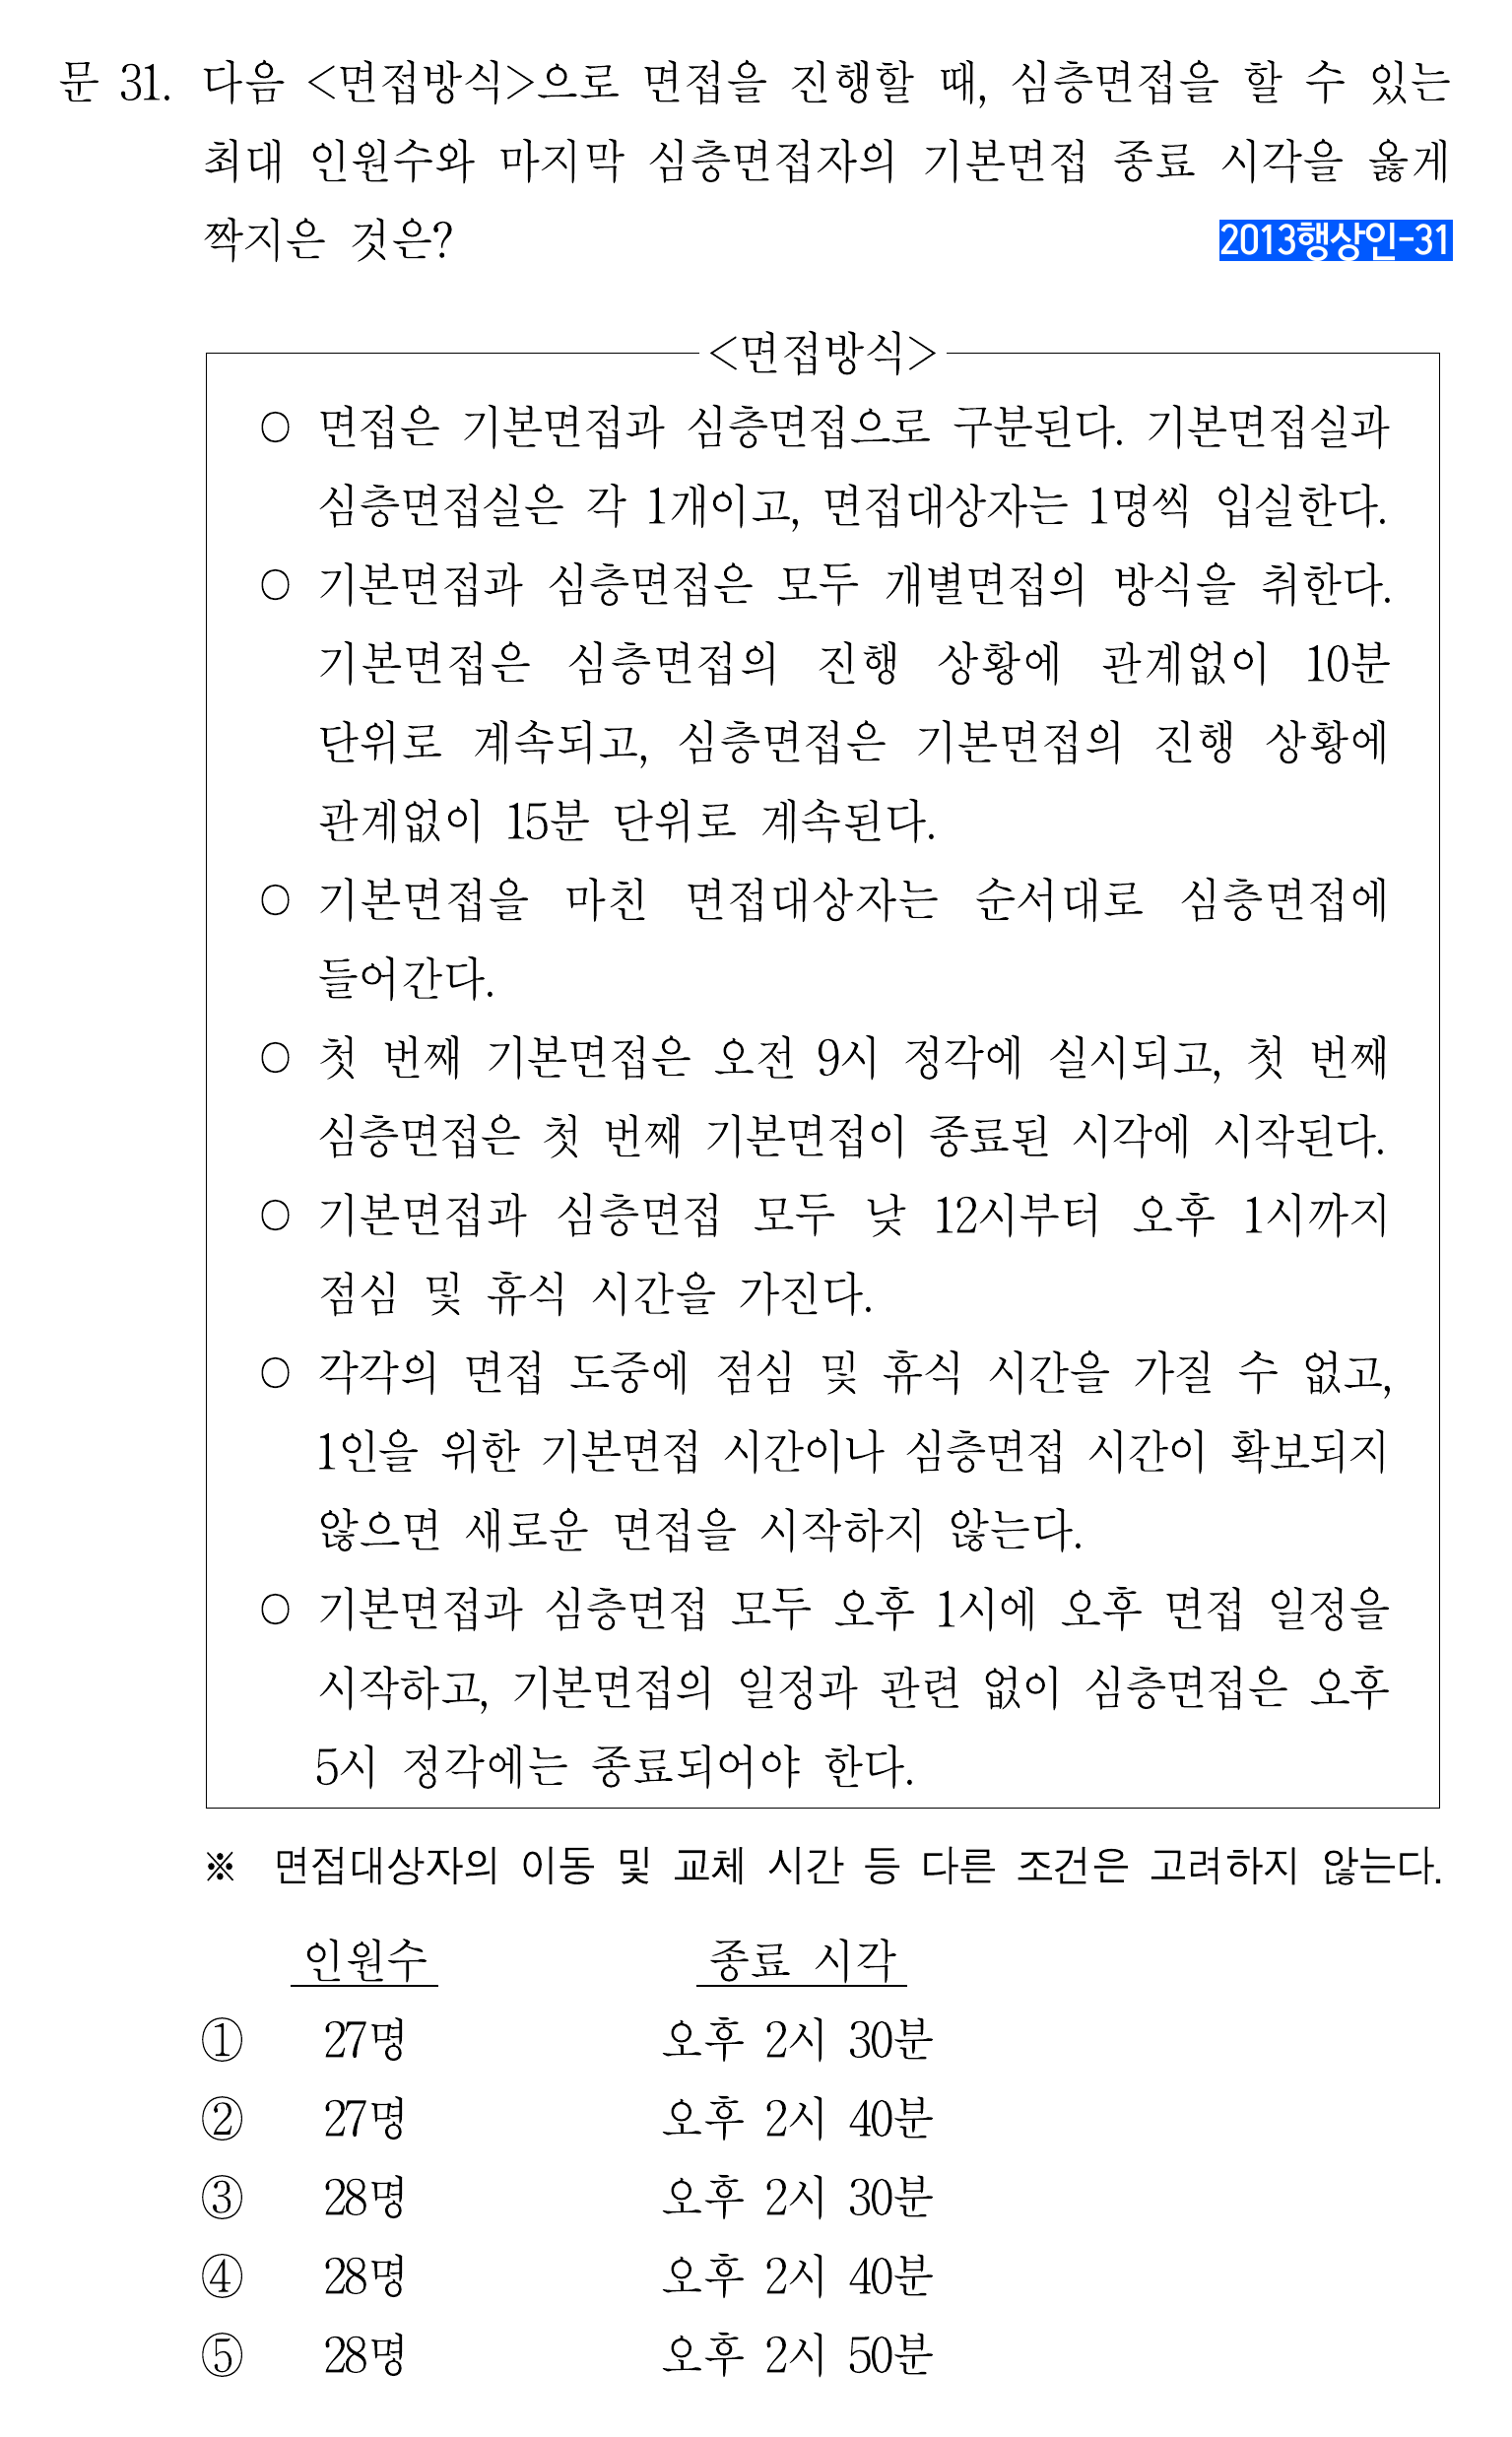 문 31. 다음 <면접방식>으로 면접을 진행할 때, 심층면접을 할 수 있는
최대 인원수와 마지막 심층면접자의 기본면접 종료 시각을 옳게
짝지은 것은?
2013행상인-31
<면접방식>
○ 면접은 기본면접과 심층면접으로 구분된다. 기본면접실과
심층면접실은 각 1개이고, 면접대상자는 1명씩 입실한다.
○ 기본면접과 심층면접은 모두 개별면접의 방식을 취한다.
기본면접은 심층면접의 진행 상황에 관계없이 10분
단위로 계속되고, 심층면접은 기본면접의 진행 상황에
관계없이 15분 단위로 계속된다.
○ 기본면접을 마친 면접대상자는 순서대로 심층면접에
들어간다.
○ 첫 번째 기본면접은 오전 9시 정각에 실시되고, 첫 번째
심층면접은 첫 번째 기본면접이 종료된 시각에 시작된다.
○ 기본면접과 심층면접 모두 낮 12시부터 오후 1시까지
점심 및 휴식 시간을 가진다.
○ 각각의 면접 도중에 점심 및 휴식 시간을 가질 수 없고,
1인을 위한 기본면접 시간이나 심층면접 시간이 확보되지
않으면 새로운 면접을 시작하지 않는다.
○ 기본면접과 심층면접 모두 오후 1시에 오후 면접 일정을
시작하고, 기본면접의 일정과 관련 없이 심층면접은 오후
5시 정각에는 종료되어야 한다.
※ 면접대상자의 이동 및 교체 시간 등 다른 조건은 고려하지 않는다.
인원수 종료 시각
① 27명 오후 2시 30분
② 27명 오후 2시 40분
③ 28명 오후 2시 30분
④ 28명 오후 2시 40분
⑤ 28명 오후 2시 50분